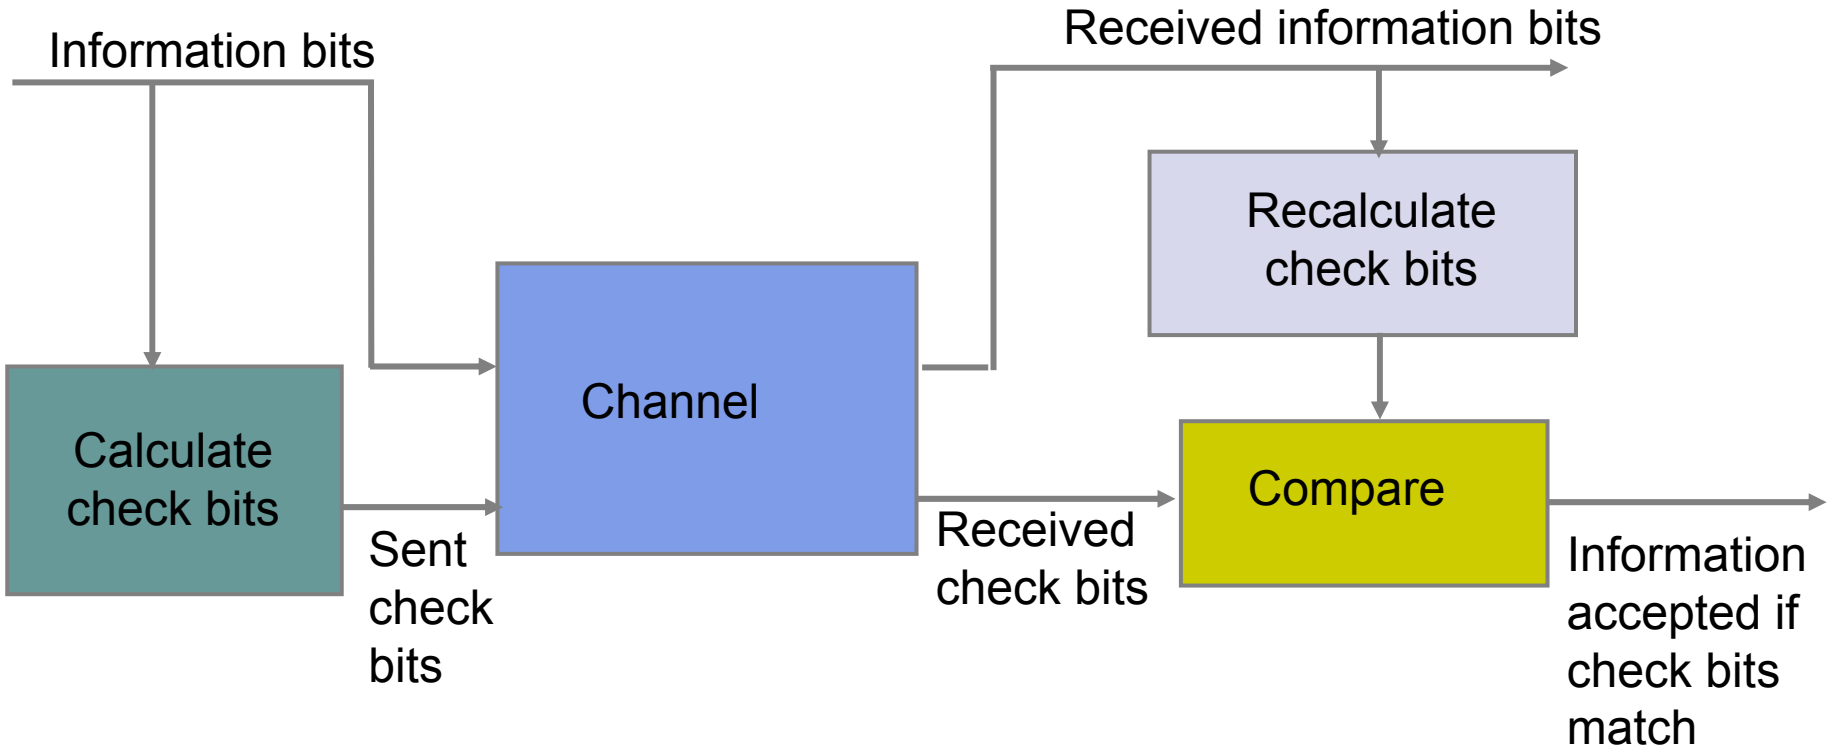 Information bits
Received information bits
Recalculate
check bits
Channel
Calculate
check bits
Compare
Sent
check
bits
Received
check bits
Information
accepted if
check bits
match